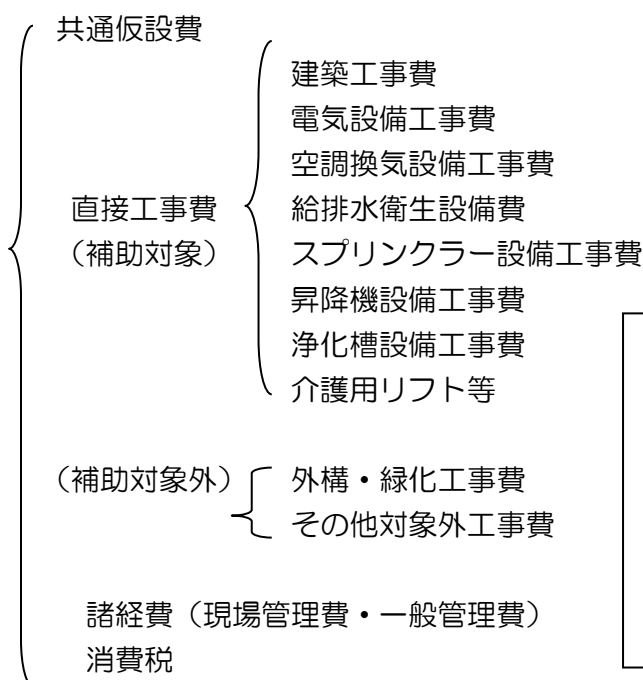 共通仮設費
建築工事費
電気設備工事費
空調換気設備工事費
直接工事費
給排水衛生設備費
（補助対象）
スプリンクラー設備工事費
昇降機設備工事費
浄化槽設備工事費
介護用リフト等
（補助対象外）
外構・緑化工事費
その他対象外工事費
諸経費（現場管理費・一般管理費）
消費税